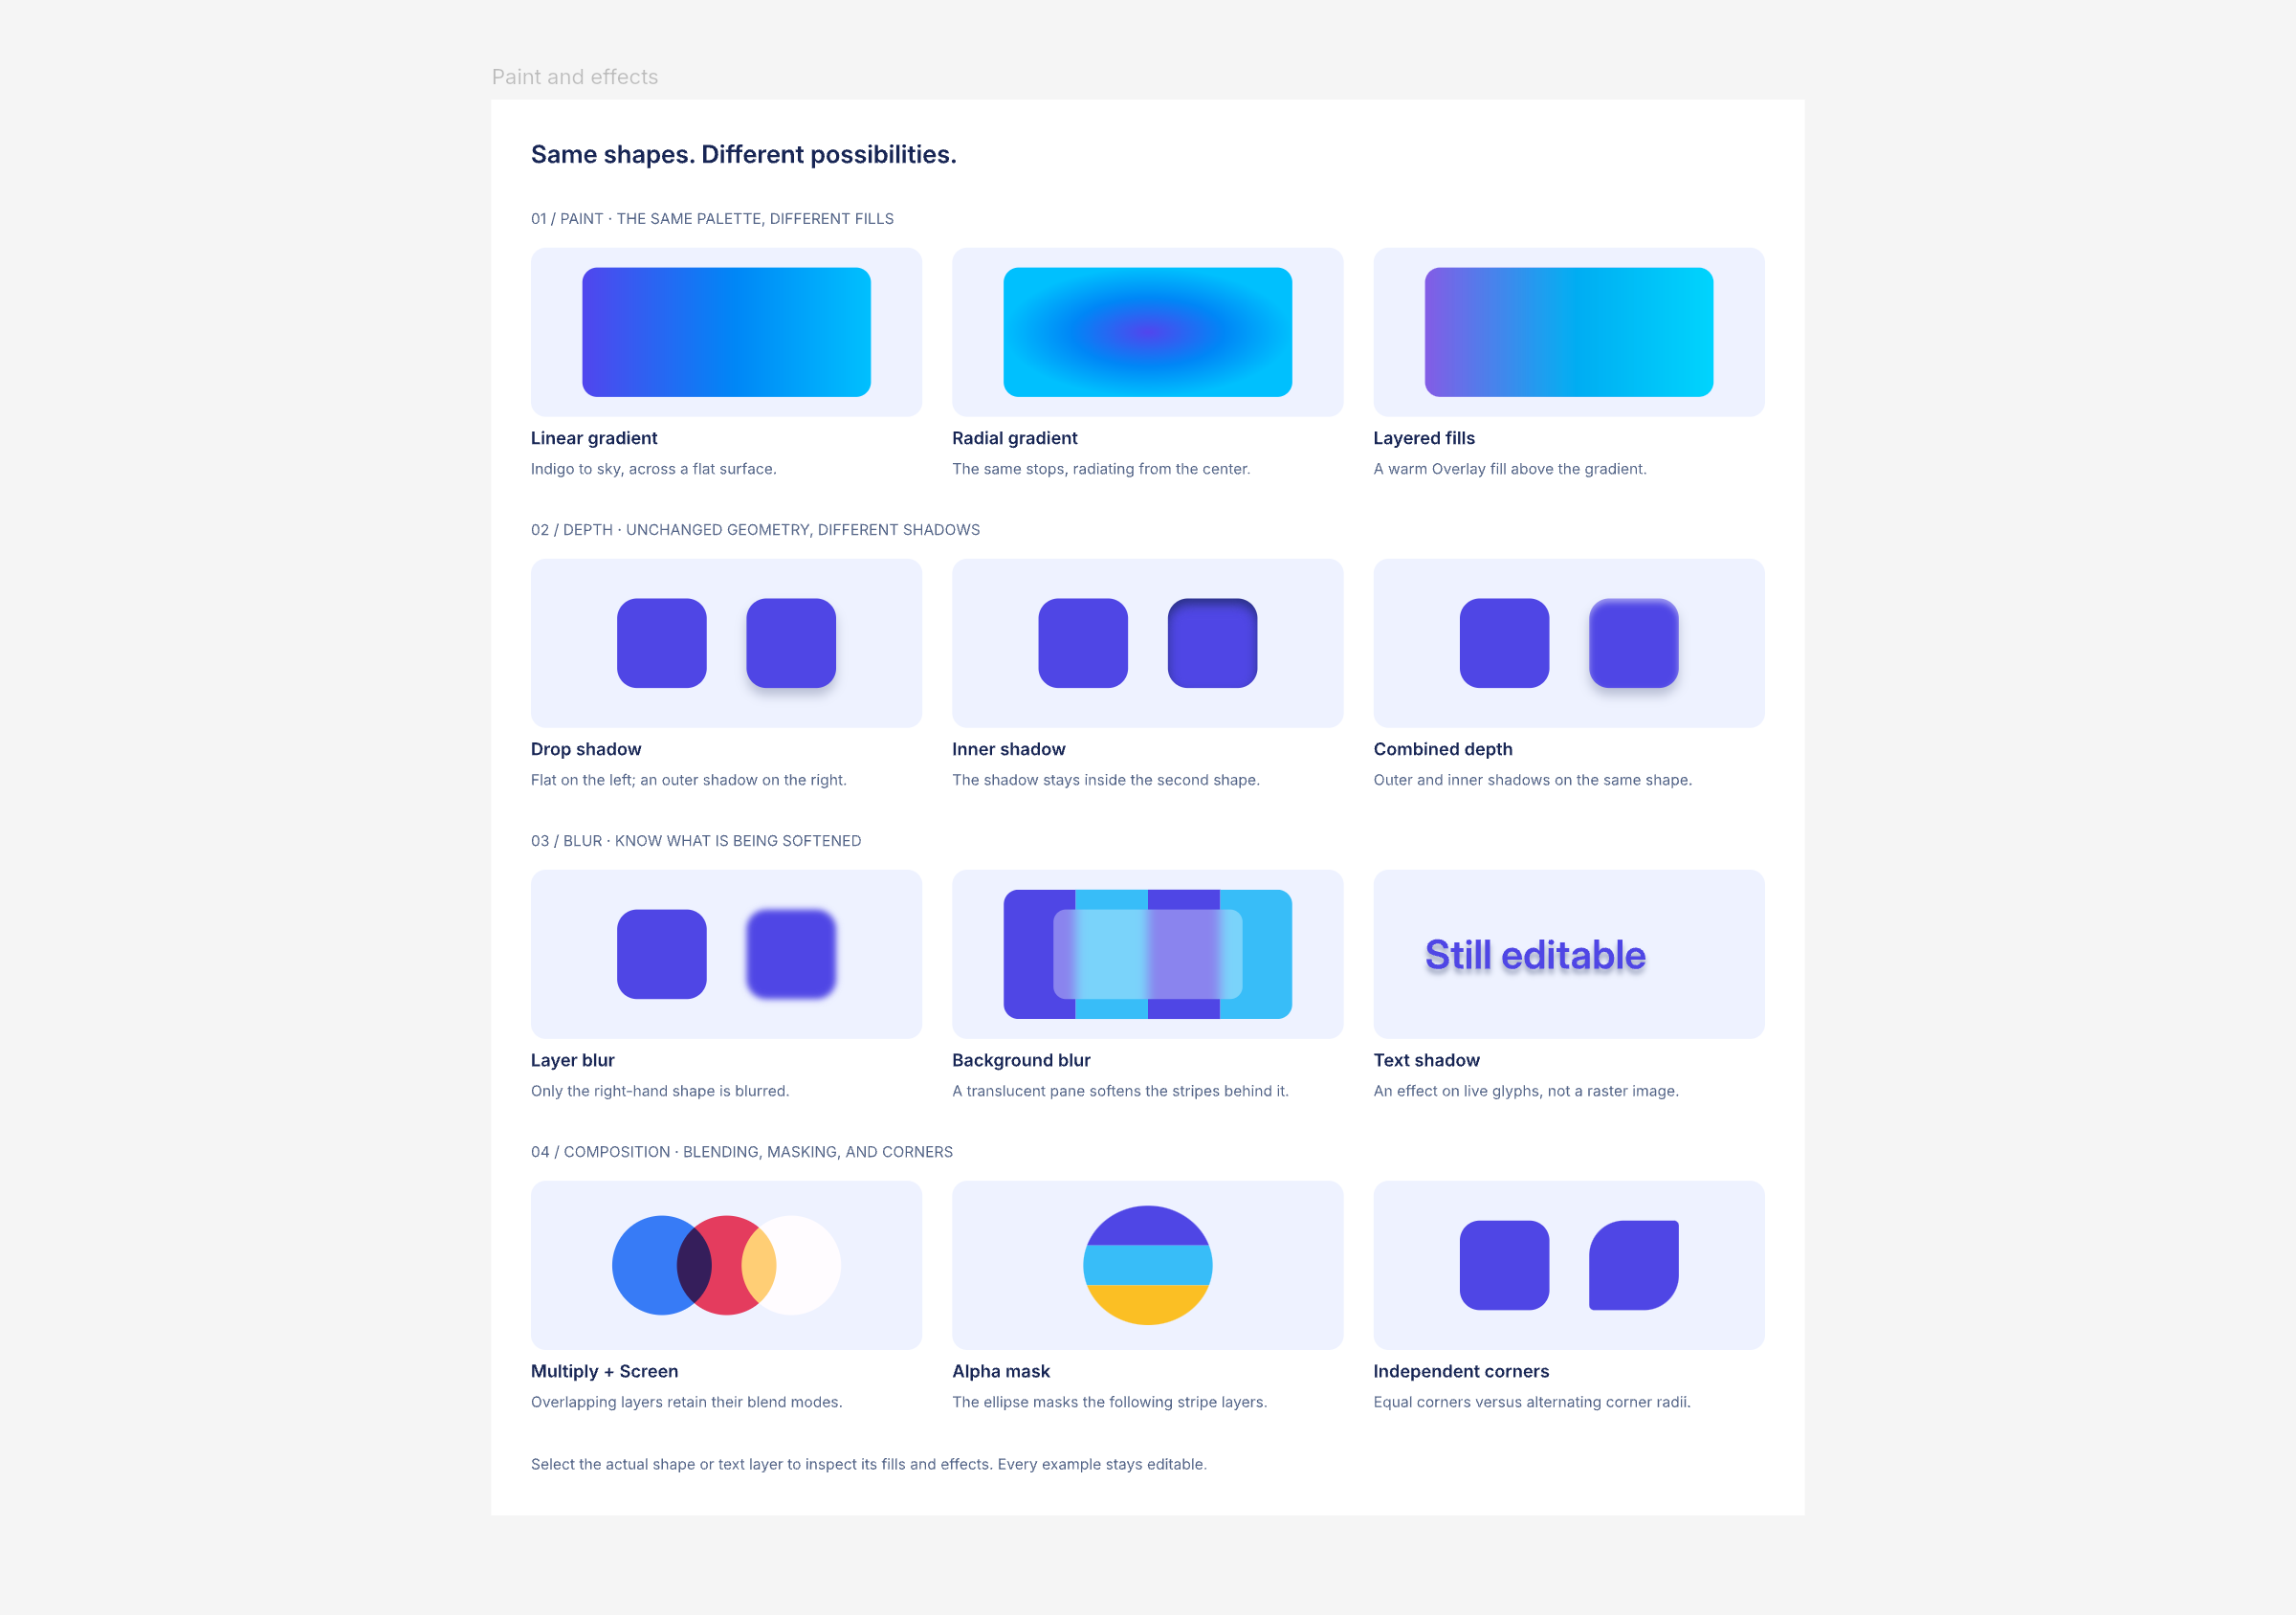 Paint and effects
Same shapes. Different possibilities.
01 / PAINT · THE SAME PALETTE, DIFFERENT FILLS
Linear gradient
Indigo to sky, across a flat surface.
Radial gradient
The same stops, radiating from the center.
Layered fills
A warm Overlay fill above the gradient.
02 / DEPTH · UNCHANGED GEOMETRY, DIFFERENT SHADOWS
Drop shadow
Flat on the left; an outer shadow on the right.
Inner shadow
The shadow stays inside the second shape.
Combined depth
Outer and inner shadows on the same shape.
03 / BLUR · KNOW WHAT IS BEING SOFTENED
Layer blur
Only the right-hand shape is blurred.
Background blur
A translucent pane softens the stripes behind it.
Still editable
Text shadow
An effect on live glyphs, not a raster image.
04 / COMPOSITION · BLENDING, MASKING, AND CORNERS
Multiply + Screen
Overlapping layers retain their blend modes.
Alpha mask
The ellipse masks the following stripe layers.
Independent corners
Equal corners versus alternating corner radii.
Select the actual shape or text layer to inspect its fills and effects. Every example stays editable.